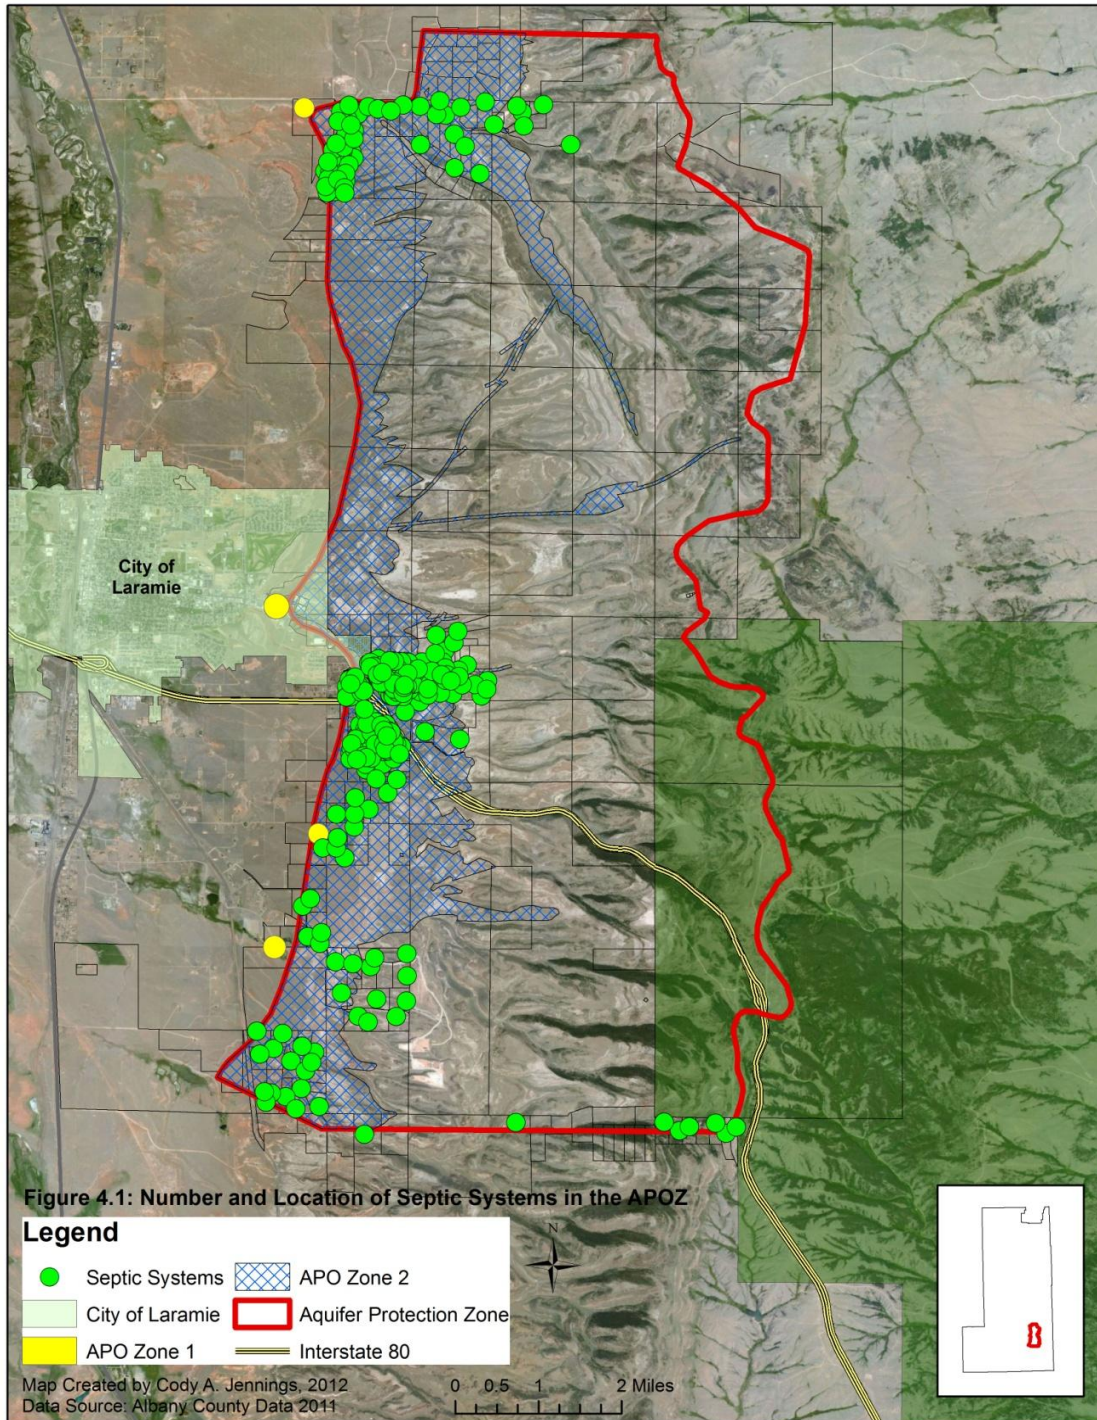 City of
Laramie
Figure 4.1: Number and Location of Septic Systems in the APOZ
Legend
N
Septic Systems
APO Zone 2
City of Laramie
Aquifer Protection Zone
APO Zone 1
Interstate 80
Map Created by Cody A. Jennings, 2012
Data Source: Albany County Data 2011
0 0.5 1 2 Miles